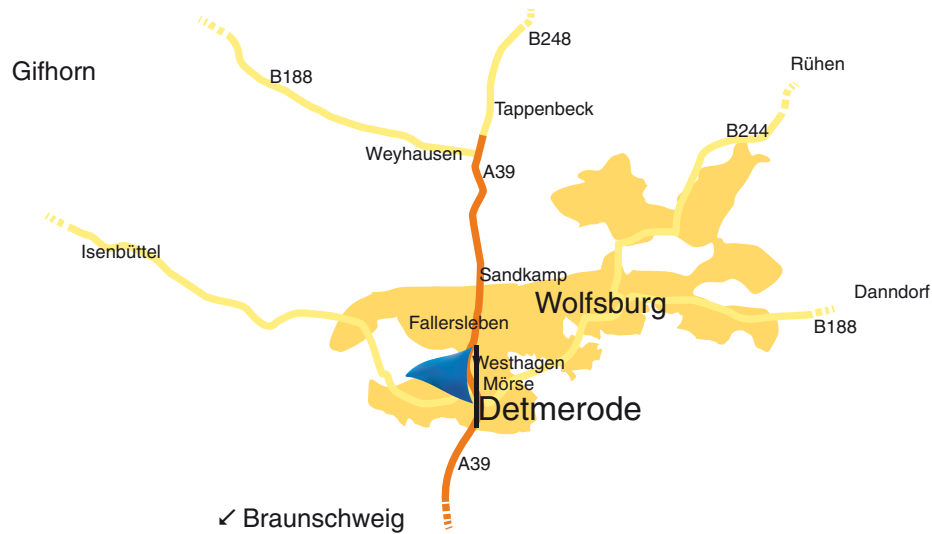 B248
Gifhorn
B188
Rühen
Tappenbeck
B244
Weyhausen
A39
Isenbüttel
Sandkamp
Wolfsburg
Danndorf
Fallersleben
B188
Westhagen
Mörse
Detmerode
A39
↙ Braunschweig